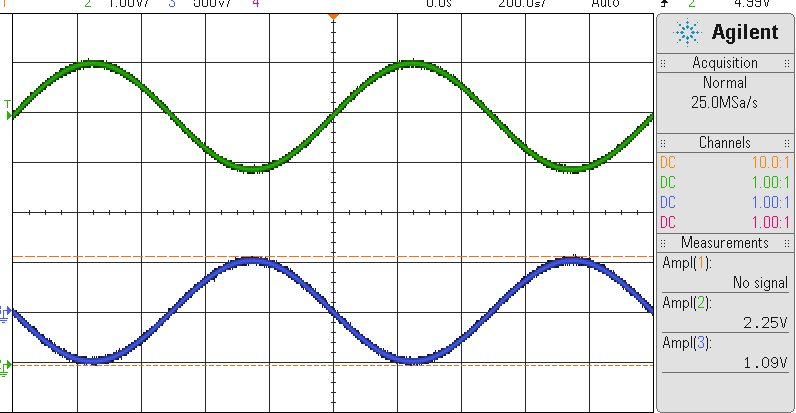 1 2 1.00V/ 3 500V/ 4 0.0s 200.0s/ Auto 2 4.99V
Agilent
Acquisition
Normal
25.0MSa/s
Channels
DC 10.0:1
DC 1.00:1
DC 1.00:1
DC 1.00:1
Measurements
Ampl(1):
No signal
Ampl(2):
2.25V
Ampl(3):
1.09V
T